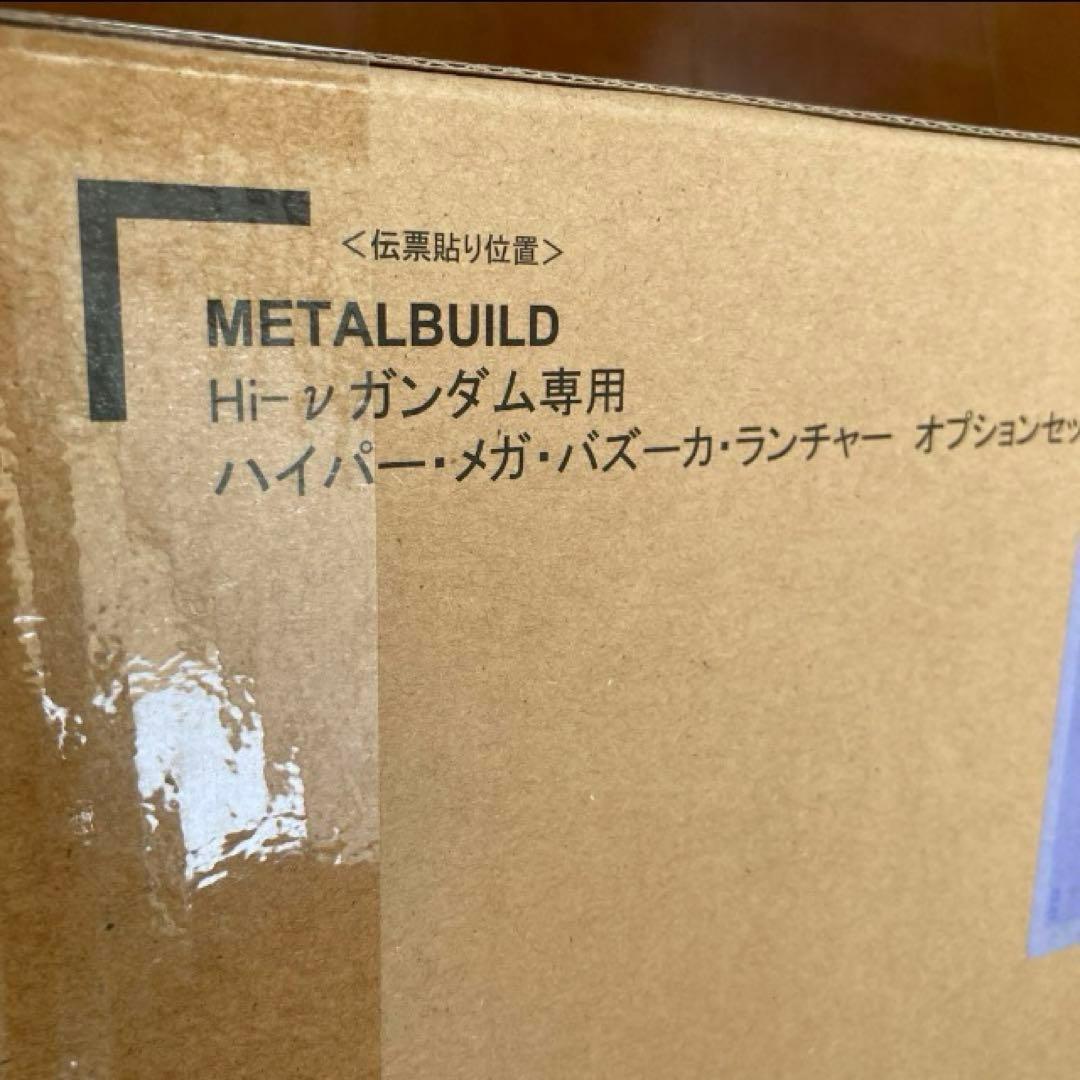 ＜伝票貼り位置＞
METALBUILD
Hi-νガンダム専用
ハイパー・メガ・バズーカ・ランチャー オプションセッ